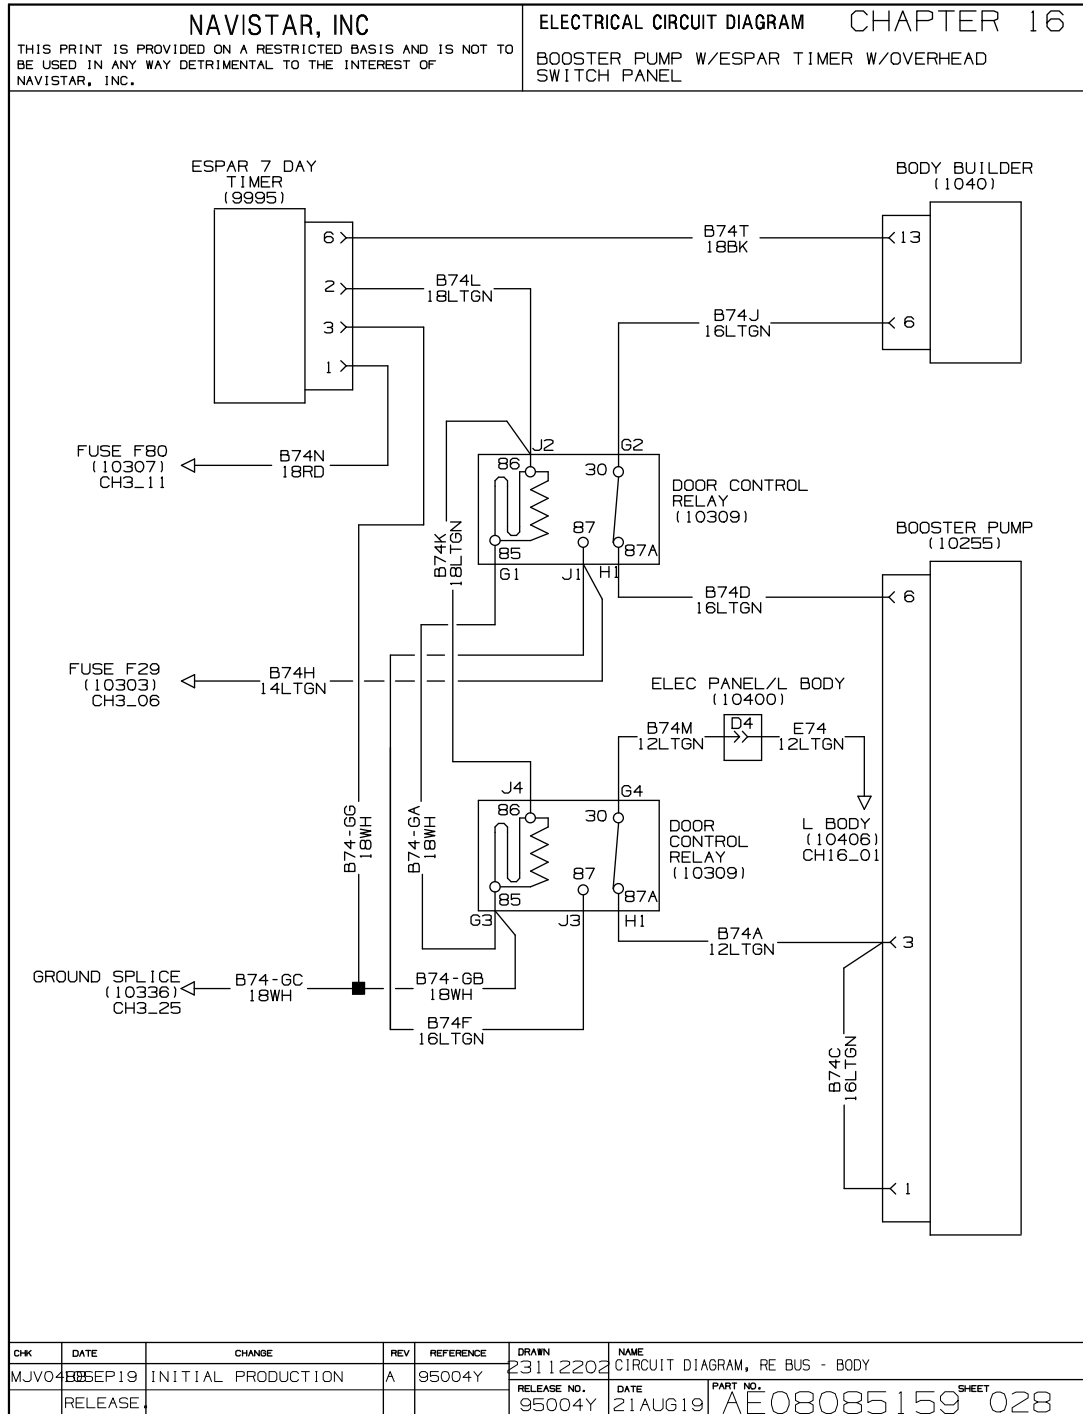 NAVISTAR, INC
THIS PRINT IS PROVIDED ON A RESTRICTED BASIS AND IS NOT TO
BE USED IN ANY WAY DETRIMENTAL TO THE INTEREST OF
NAVISTAR, INC.
ELECTRICAL CIRCUIT DIAGRAM CHAPTER 16
BOOSTER PUMP W/ESPAR TIMER W/OVERHEAD
SWITCH PANEL
ESPAR 7 DAY
TIMER
(9995)
6
2
3
1
BODY BUILDER
(1040)
13
6
B74T
18BK
B74L
18LTGN
B74J
16LTGN
FUSE F80
(10307)
CH3_11
B74N
18RD
J2
G2
86
30
87
85
87A
G1
J1
H1
DOOR CONTROL
RELAY
(10309)
B74K
18LTGN
BOOSTER PUMP
(10255)
6
3
1
B74D
16LTGN
FUSE F29
(10303)
CH3_06
B74H
14LTGN
ELEC PANEL/L BODY
(10400)
B74M
12LTGN
D4
E74
12LTGN
L BODY
(10406)
CH16_01
J4
G4
86
30
87
85
87A
G3
J3
H1
DOOR
CONTROL
RELAY
(10309)
B74-GG
18WH
B74-GA
18WH
B74A
12LTGN
GROUND SPLICE
(10336)
CH3_25
B74-GC
18WH
B74-GB
18WH
B74F
16LTGN
B74C
16LTGN
CHK DATE CHANGE REV REFERENCE
INITIAL PRODUCTION A 95004Y
RELEASE.
DRAWN
23112202
NAME
CIRCUIT DIAGRAM, RE BUS - BODY
RELEASE NO.
95004Y
DATE
21AUG19
PART NO.
AE08085159
SHEET
028